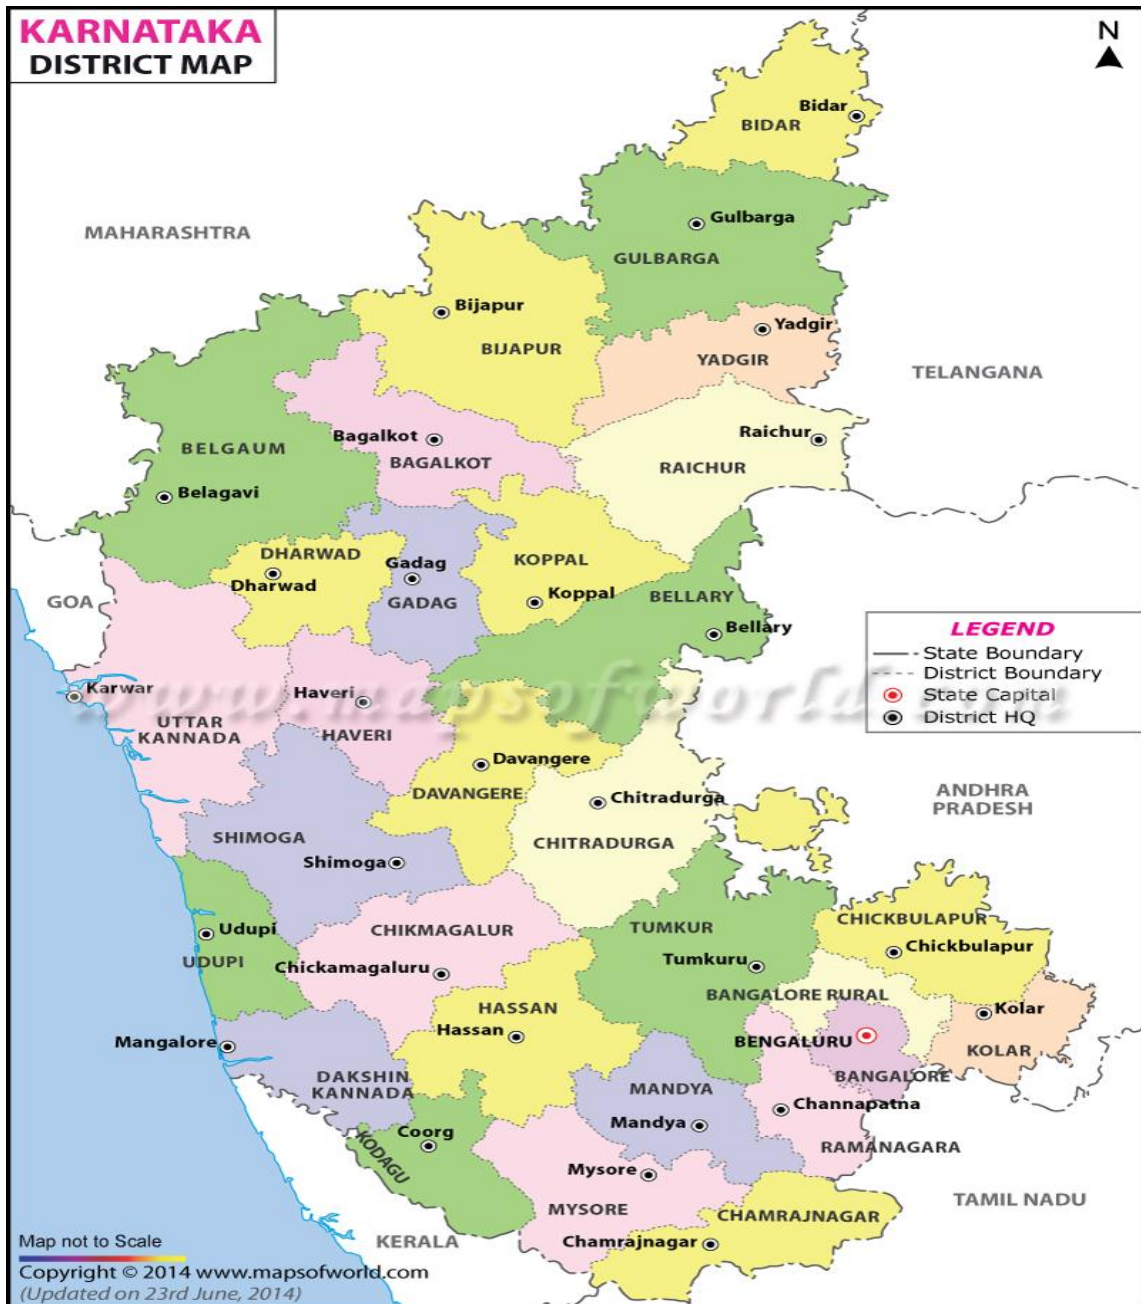 KARNATAKA
DISTRICT MAP
N
Bidar
BIDAR
Gulbarga
GULBARGA
MAHARASHTRA
Bijapur
BIJAPUR
Yadgir
YADGIR
TELANGANA
Bagalkot
BAGALKOT
Raichur
RAICHUR
BELGAUM
Belagavi
DHARWAD
Dharwad
Gadag
GADAG
KOPPAL
Koppal
BELLARY
Bellary
GOA
LEGEND
State Boundary
District Boundary
State Capital
District HQ
www.mapsofworld.com
Karwar
UTTAR
KANNADA
Haveri
HAVERI
Davangere
DAVANGERE
Chitradurga
CHITRADURGA
ANDHRA
PRADESH
SHIMOGA
Shimoga
Udupi
UDUPI
CHIKMAGALUR
Chickamagaluru
TUMKUR
Tumkuru
CHICKBULAPUR
Chickbulapur
HASSAN
Hassan
BANGALORE RURAL
BENGALURU
BANGALORE
Kolar
KOLAR
Mangalore
DAKSHIN
KANNADA
MANDYA
Mandya
Channapatna
RAMANAGARA
Coorg
KODAGU
Mysore
MYSORE
CHAMRAJNAGAR
Chamrajnagar
TAMIL NADU
KERALA
Map not to Scale
Copyright © 2014 www.mapsofworld.com
(Updated on 23rd June, 2014)